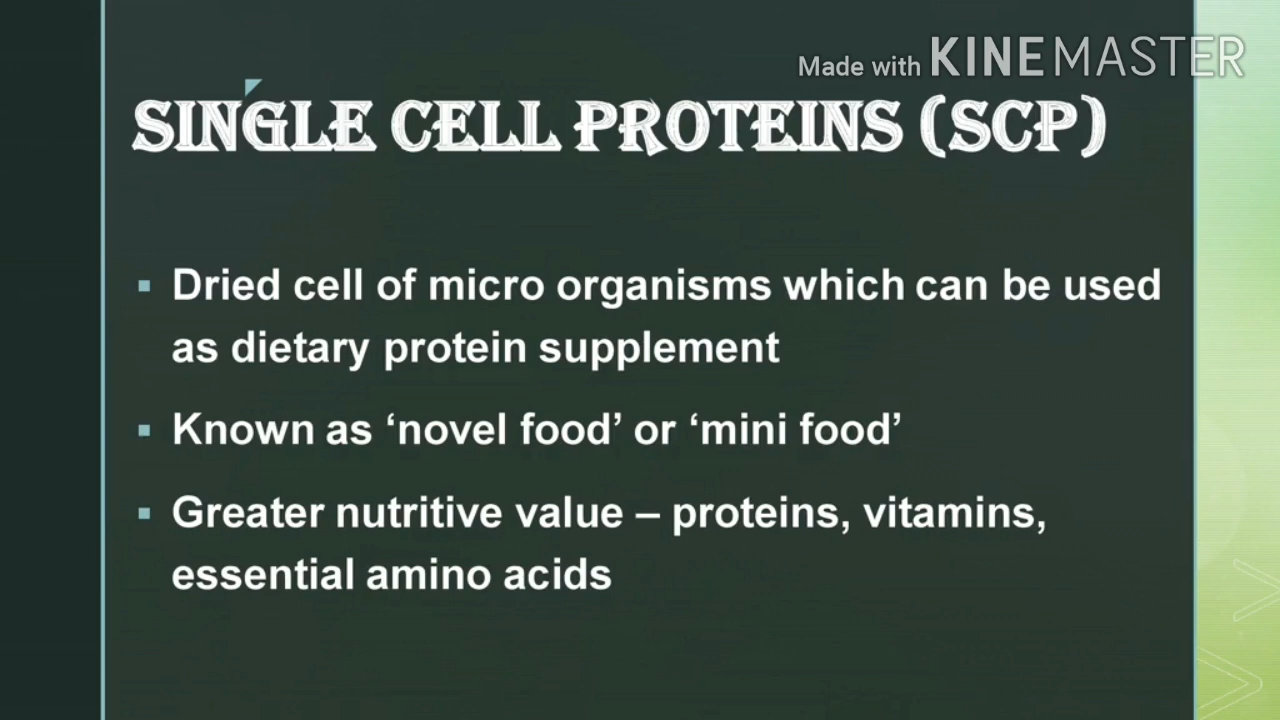 Made with KINEMASTER
SINGLE CELL PROTEINS (SCP)
▪ Dried cell of micro organisms which can be used
as dietary protein supplement
▪ Known as ‘novel food’ or ‘mini food’
▪ Greater nutritive value – proteins, vitamins,
essential amino acids